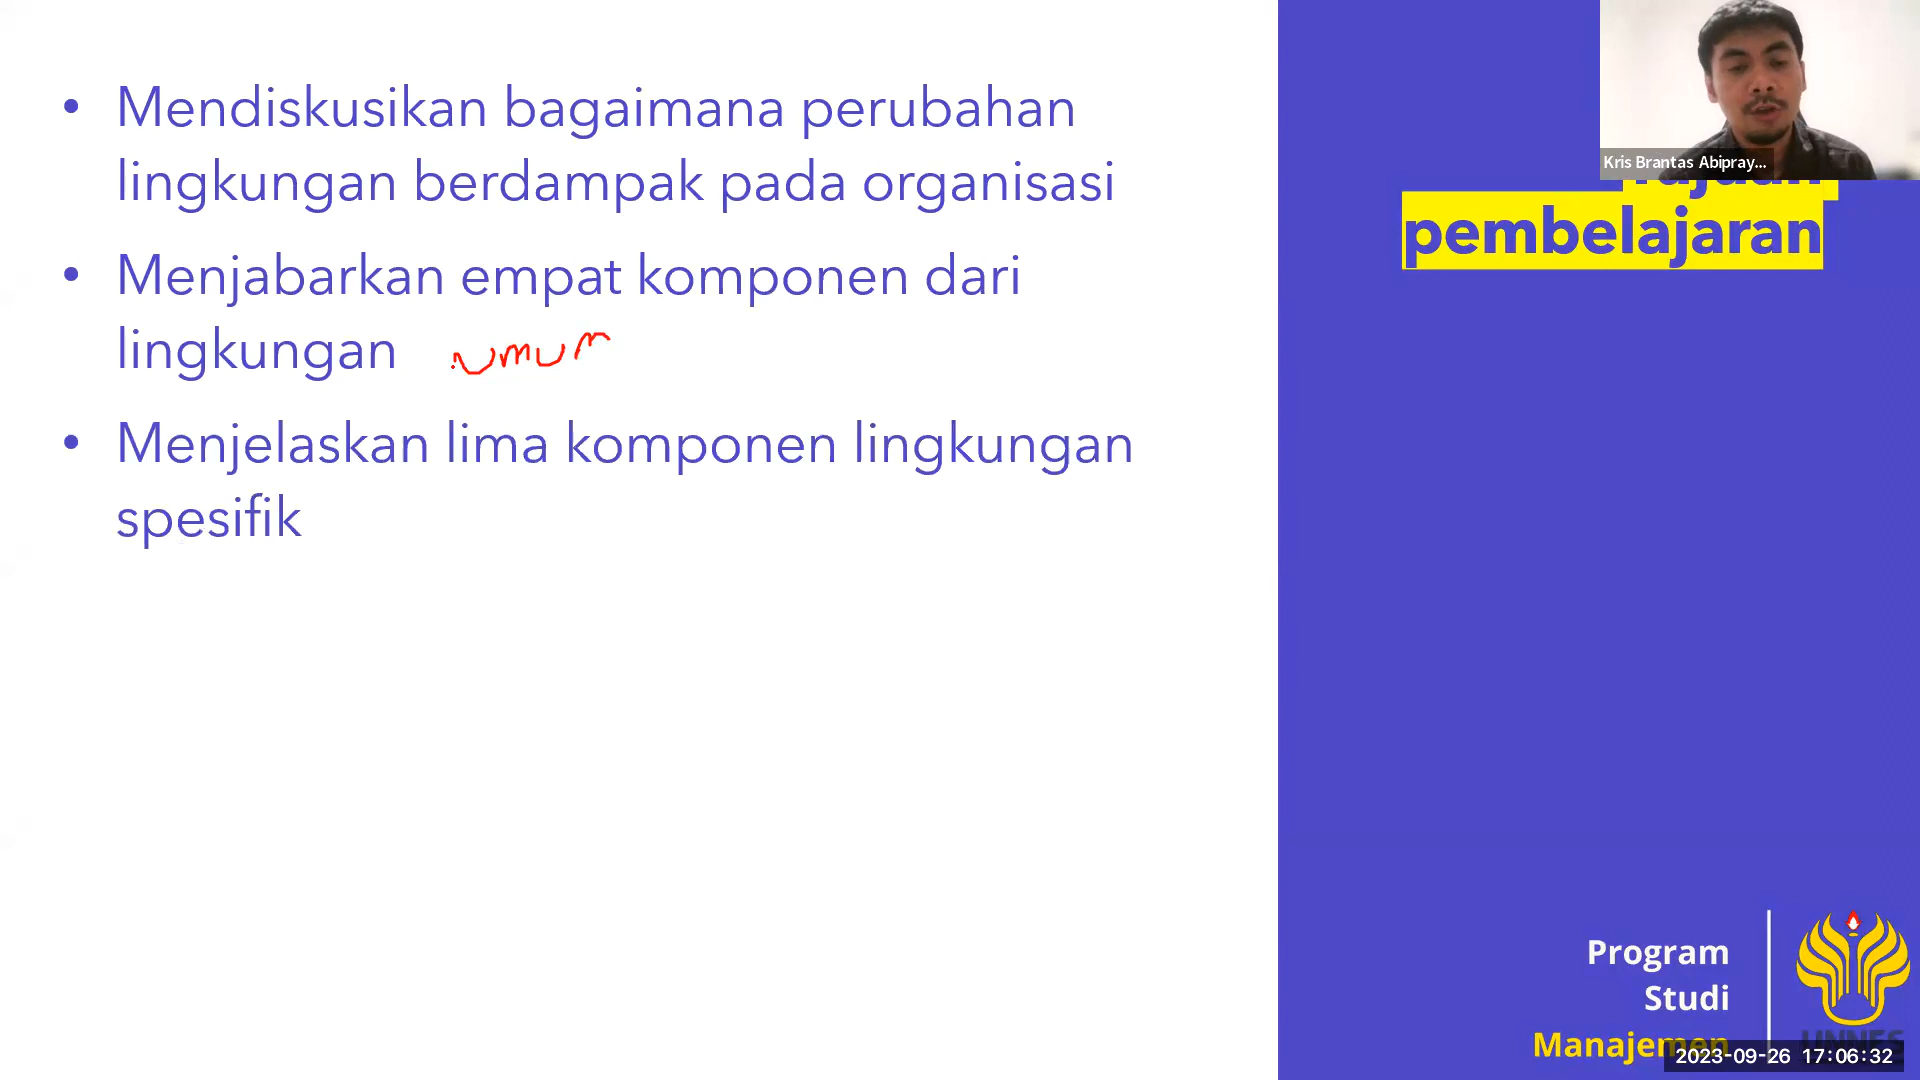 • Mendiskusikan bagaimana perubahan
lingkungan berdampak pada organisasi
• Menjabarkan empat komponen dari
lingkungan umum
• Menjelaskan lima komponen lingkungan
spesifik
Kris Brantas Abipray...
pembelajaran
Program
Studi
Manajemen
UNNES
2023-09-26 17:06:32